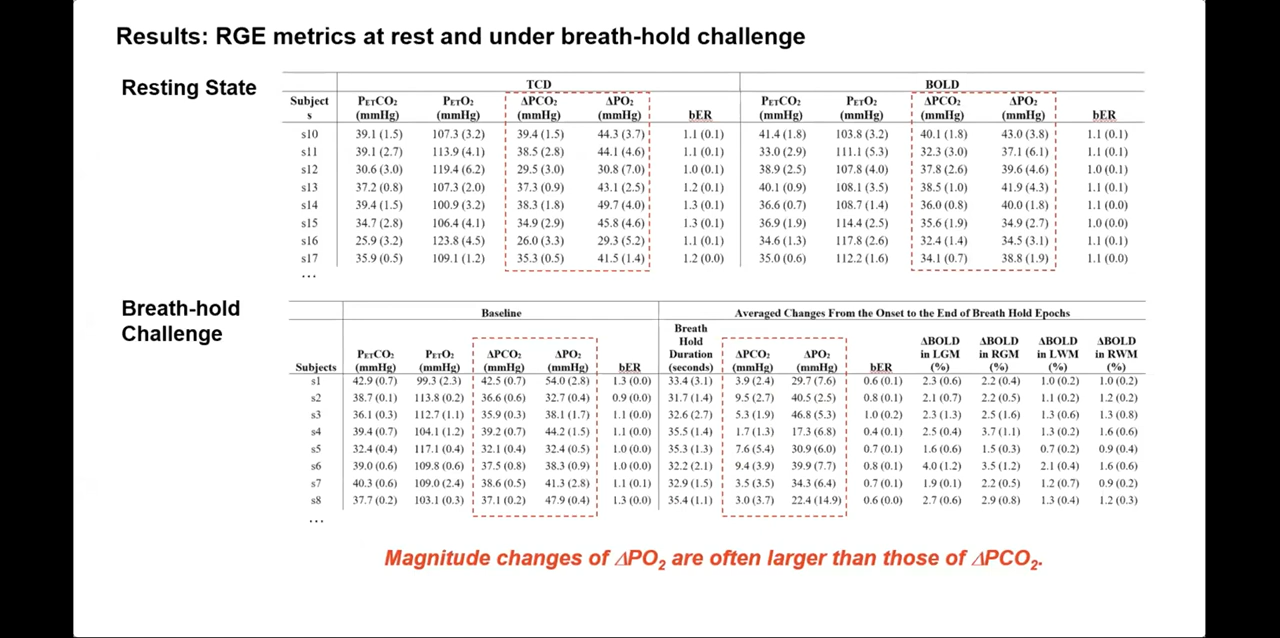 Results: RGE metrics at rest and under breath-hold challenge
Resting State
TCD BOLD
Subject s PETCO2 (mmHg) PETO2 (mmHg) ΔPCO2 (mmHg) ΔPO2 (mmHg) bER PETCO2 (mmHg) PETO2 (mmHg) ΔPCO2 (mmHg) ΔPO2 (mmHg) bER
s10 39.1 (1.5) 107.3 (3.2) 39.4 (1.5) 44.3 (3.7) 1.1 (0.1) 41.4 (1.8) 103.8 (3.2) 40.1 (1.8) 43.0 (3.8) 1.1 (0.1)
s11 39.1 (2.7) 113.9 (4.1) 38.5 (2.8) 44.1 (4.6) 1.1 (0.1) 33.0 (2.9) 111.1 (5.3) 32.3 (3.0) 37.1 (6.1) 1.1 (0.1)
s12 30.6 (3.0) 119.4 (6.2) 29.5 (3.0) 30.8 (7.0) 1.0 (0.1) 38.9 (2.5) 107.8 (4.0) 37.8 (2.6) 39.6 (4.6) 1.0 (0.1)
s13 37.2 (0.8) 107.3 (2.0) 37.3 (0.9) 43.1 (2.5) 1.2 (0.1) 40.1 (0.9) 108.1 (3.5) 38.5 (1.0) 41.9 (4.3) 1.1 (0.1)
s14 39.4 (1.5) 100.9 (3.2) 38.3 (1.8) 49.7 (4.0) 1.3 (0.1) 36.6 (0.7) 108.7 (1.4) 36.0 (0.8) 40.0 (1.8) 1.1 (0.0)
s15 34.7 (2.8) 106.4 (4.1) 34.9 (2.9) 45.8 (4.6) 1.3 (0.1) 36.9 (1.9) 114.4 (2.5) 35.6 (1.9) 34.9 (2.7) 1.0 (0.0)
s16 25.9 (3.2) 123.8 (4.5) 26.0 (3.3) 29.3 (5.2) 1.1 (0.1) 34.6 (1.3) 117.8 (2.6) 32.4 (1.4) 34.5 (3.1) 1.1 (0.1)
s17 35.9 (0.5) 109.1 (1.2) 35.3 (0.5) 41.5 (1.4) 1.2 (0.0) 35.0 (0.6) 112.2 (1.6) 34.1 (0.7) 38.8 (1.9) 1.1 (0.0)
…
Breath-hold
Challenge
Baseline Averaged Changes From the Onset to the End of Breath Hold Epochs
Subjects PETCO2 (mmHg) PETO2 (mmHg) ΔPCO2 (mmHg) ΔPO2 (mmHg) bER Breath Hold Duration (seconds) ΔPCO2 (mmHg) ΔPO2 (mmHg) bER ΔBOLD in LGM (%) ΔBOLD in RGM (%) ΔBOLD in LWM (%) ΔBOLD in RWM (%)
s1 42.9 (0.7) 99.3 (2.3) 42.5 (0.7) 54.0 (2.8) 1.3 (0.0) 33.4 (3.1) 3.9 (2.4) 29.7 (7.6) 0.6 (0.1) 2.3 (0.6) 2.2 (0.4) 1.0 (0.2) 1.0 (0.2)
s2 38.7 (0.1) 113.8 (0.2) 36.6 (0.6) 32.7 (0.4) 0.9 (0.0) 31.7 (1.4) 9.5 (2.7) 40.5 (2.5) 0.8 (0.1) 2.1 (0.7) 2.2 (0.5) 1.1 (0.2) 1.2 (0.2)
s3 36.1 (0.3) 112.7 (1.1) 35.9 (0.3) 38.1 (1.7) 1.1 (0.0) 32.6 (2.7) 5.3 (1.9) 46.8 (5.3) 1.0 (0.2) 2.3 (1.3) 2.5 (1.6) 1.3 (0.6) 1.3 (0.8)
s4 39.4 (0.7) 104.1 (1.2) 39.2 (0.7) 44.2 (1.5) 1.1 (0.0) 35.5 (1.4) 1.7 (1.3) 17.3 (6.8) 0.4 (0.1) 2.5 (0.4) 3.7 (1.1) 1.3 (0.2) 1.6 (0.6)
s5 32.4 (0.4) 117.1 (0.4) 32.1 (0.4) 32.4 (0.5) 1.0 (0.0) 35.3 (1.3) 7.6 (5.4) 30.9 (6.0) 0.7 (0.1) 1.6 (0.6) 1.5 (0.3) 0.7 (0.2) 0.9 (0.4)
s6 39.0 (0.6) 109.8 (0.6) 37.5 (0.8) 38.3 (0.9) 1.0 (0.0) 32.2 (2.1) 9.4 (3.9) 39.9 (7.7) 0.8 (0.1) 4.0 (1.2) 3.5 (1.2) 2.1 (0.4) 1.6 (0.6)
s7 40.3 (0.6) 109.0 (2.4) 38.6 (0.5) 41.3 (2.8) 1.1 (0.1) 32.9 (1.5) 3.5 (3.5) 34.3 (6.4) 0.7 (0.1) 1.9 (0.1) 2.2 (0.5) 1.2 (0.7) 0.9 (0.2)
s8 37.7 (0.2) 103.1 (0.3) 37.1 (0.2) 47.9 (0.4) 1.3 (0.0) 35.4 (1.1) 3.0 (3.7) 22.4 (14.9) 0.6 (0.0) 2.7 (0.6) 2.9 (0.8) 1.3 (0.4) 1.2 (0.3)
…
Magnitude changes of ΔPO2 are often larger than those of ΔPCO2.